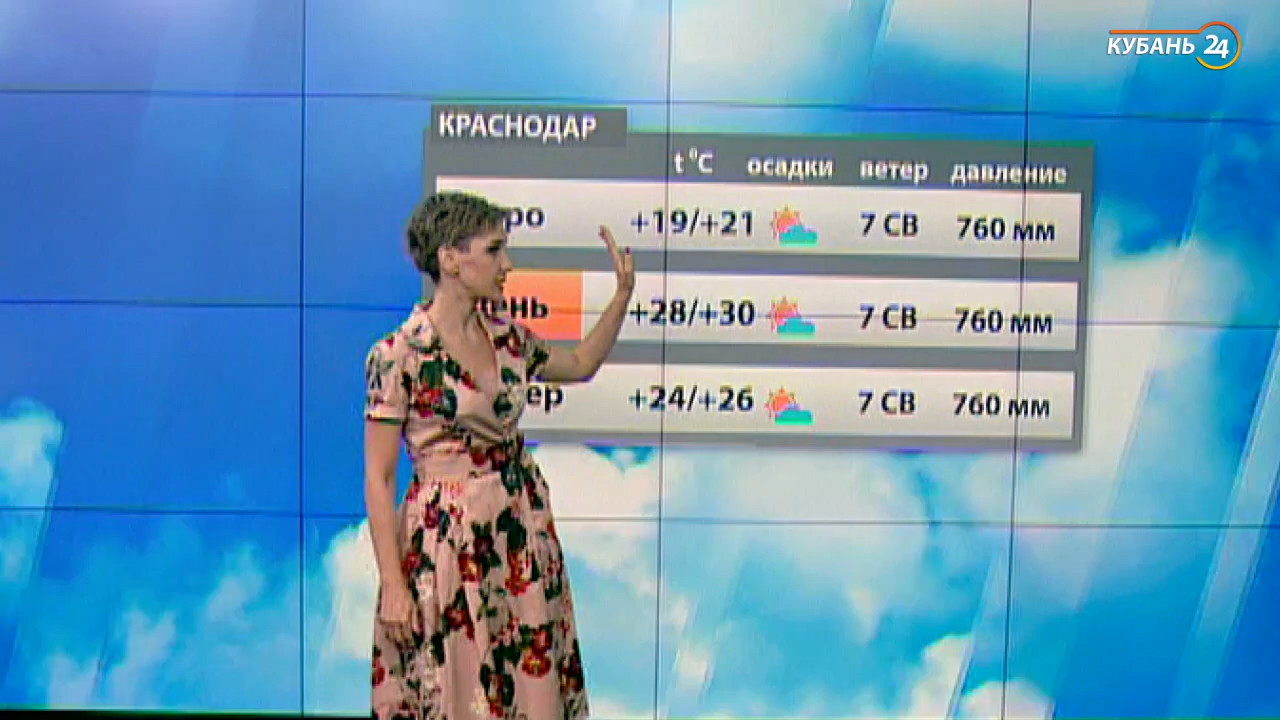 КУБАНЬ 24
КРАСНОДАР
t °C осадки ветер давление
+19/+21 7 СВ 760 мм
+28/+30 7 СВ 760 мм
+24/+26 7 СВ 760 мм